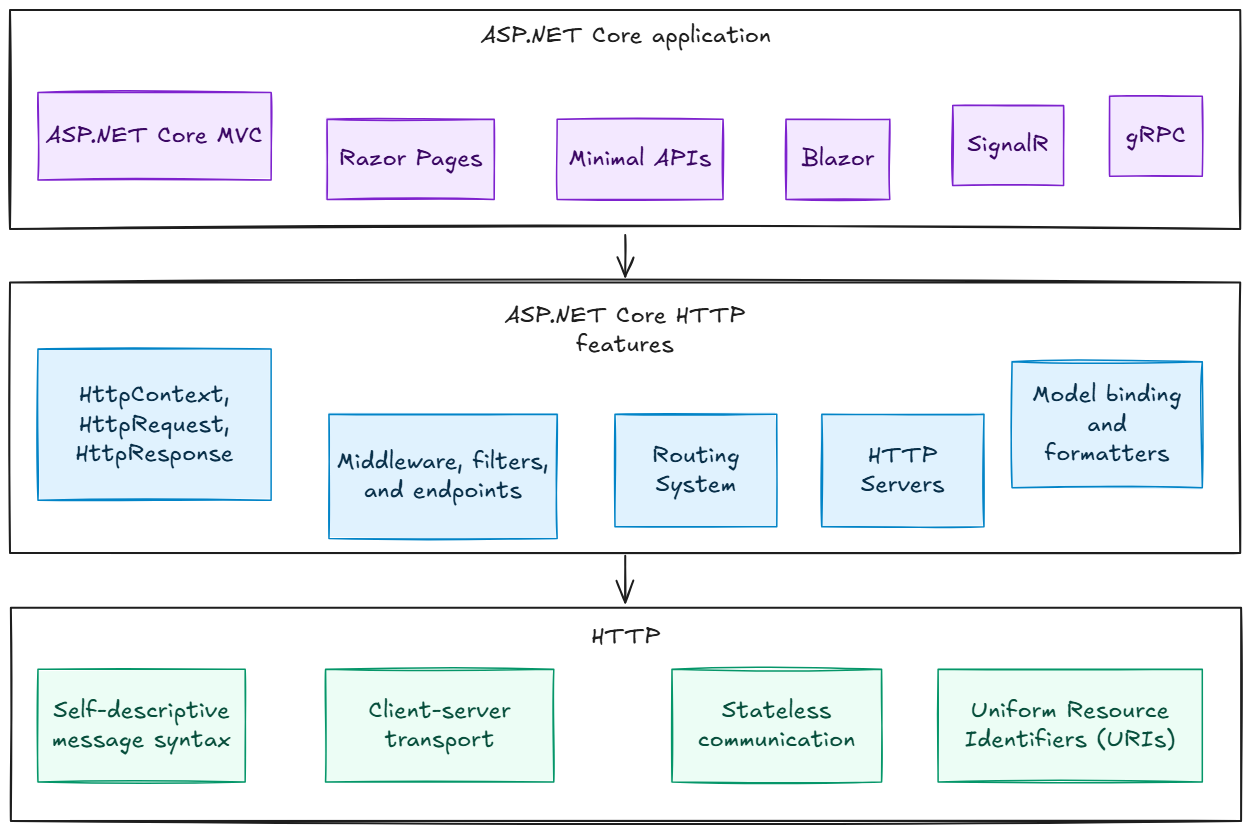 ASP.NET Core application
ASP.NET Core MVC
Razor Pages
Minimal APIs
Blazor
SignalR
gRPC
ASP.NET Core HTTP
features
HttpContext,
HttpRequest,
HttpResponse
Middleware, filters,
and endpoints
Routing
System
HTTP
Servers
Model binding
and
formatters
HTTP
Self-descriptive
message syntax
Client-server
transport
Stateless
communication
Uniform Resource
Identifiers (URIs)